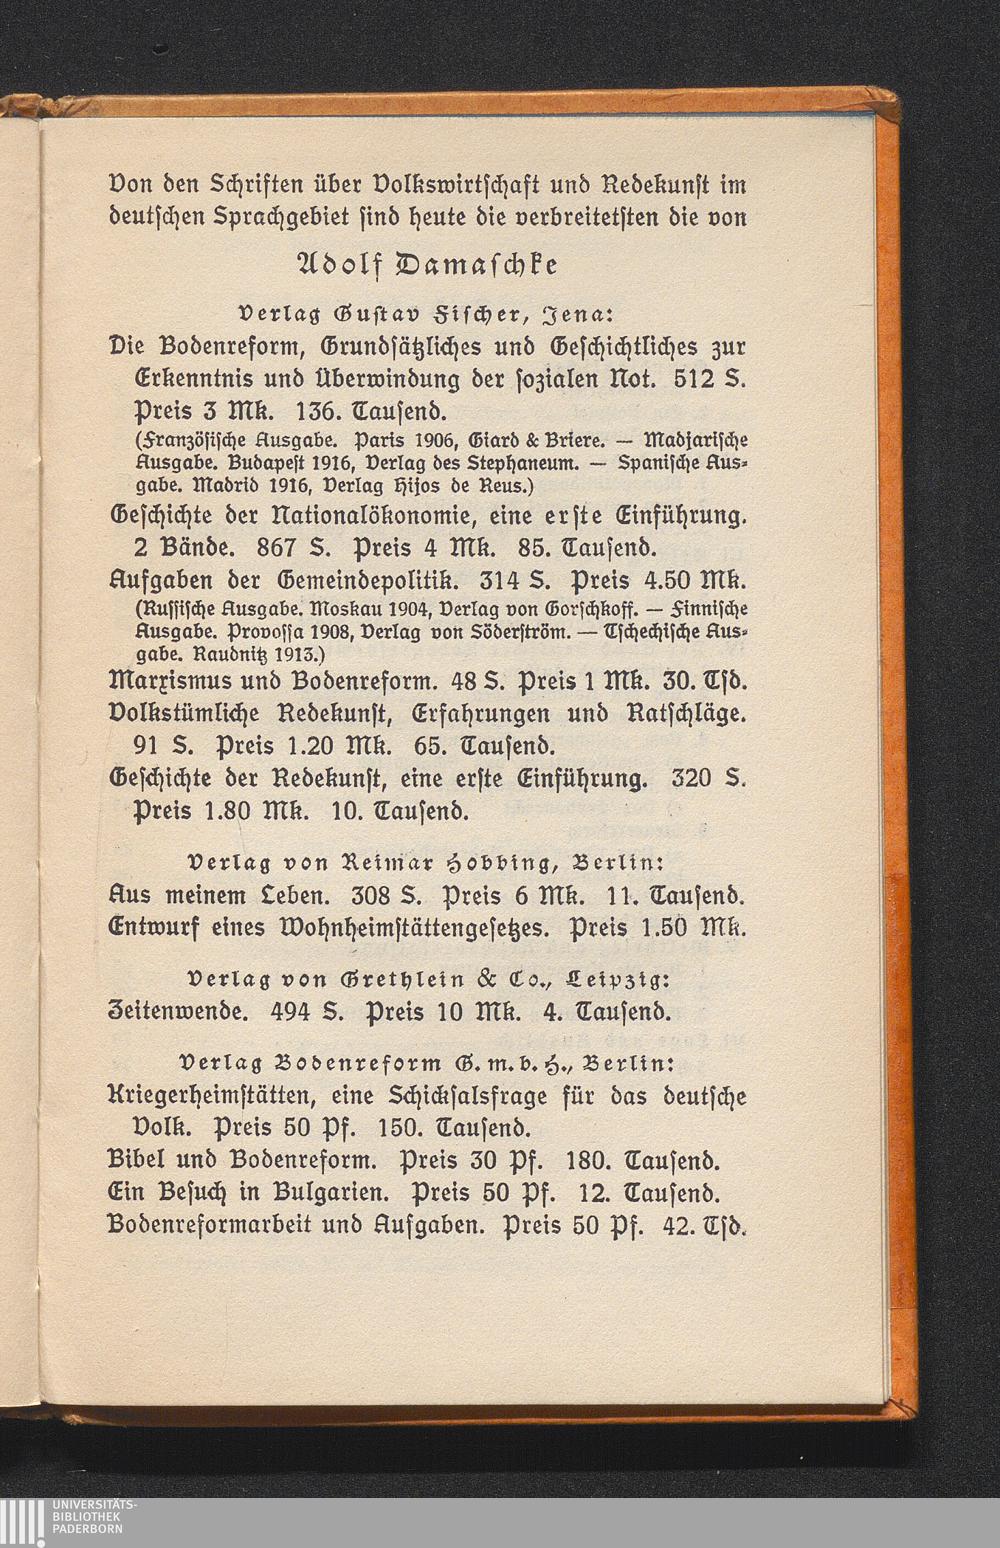 Von den Schriften über Volkswirtschaft und Redekunst im
deutschen Sprachgebiet sind heute die verbreitetsten die von
Adolf Damaschke
Verlag Gustav Fischer, Jena:
Die Bodenreform, Grundsätzliches und Geschichtliches zur
Erkenntnis und Überwindung der sozialen Not. 512 S.
Preis 3 Mk. 136. Tausend.
(Französische Ausgabe. Paris 1906, Giard & Briere. — Madjarische
Ausgabe. Budapest 1916, Verlag des Stephaneum. — Spanische Aus-
gabe. Madrid 1916, Verlag Hijos de Reus.)
Geschichte der Nationalökonomie, eine erste Einführung.
2 Bände. 867 S. Preis 4 Mk. 85. Tausend.
Aufgaben der Gemeindepolitik. 314 S. Preis 4.50 Mk.
(Russische Ausgabe. Moskau 1904, Verlag von Gorschkoff. — Finnische
Ausgabe. Provossa 1908, Verlag von Söderström. — Tschechische Aus-
gabe. Raudnitz 1913.)
Marxismus und Bodenreform. 48 S. Preis 1 Mk. 30. Tsd.
Volkstümliche Redekunst, Erfahrungen und Ratschläge.
91 S. Preis 1.20 Mk. 65. Tausend.
Geschichte der Redekunst, eine erste Einführung. 320 S.
Preis 1.80 Mk. 10. Tausend.
Verlag von Reimar Hobbing, Berlin:
Aus meinem Leben. 308 S. Preis 6 Mk. 11. Tausend.
Entwurf eines Wohnheimstättengesetzes. Preis 1.50 Mk.
Verlag von Grethlein & Co., Leipzig:
Zeitenwende. 494 S. Preis 10 Mk. 4. Tausend.
Verlag Bodenreform G. m. b. H., Berlin:
Kriegerheimstätten, eine Schicksalsfrage für das deutsche
Volk. Preis 50 Pf. 150. Tausend.
Bibel und Bodenreform. Preis 30 Pf. 180. Tausend.
Ein Besuch in Bulgarien. Preis 50 Pf. 12. Tausend.
Bodenreformarbeit und Aufgaben. Preis 50 Pf. 42. Tsd.
UNIVERSITÄTS-
BIBLIOTHEK
PADERBORN